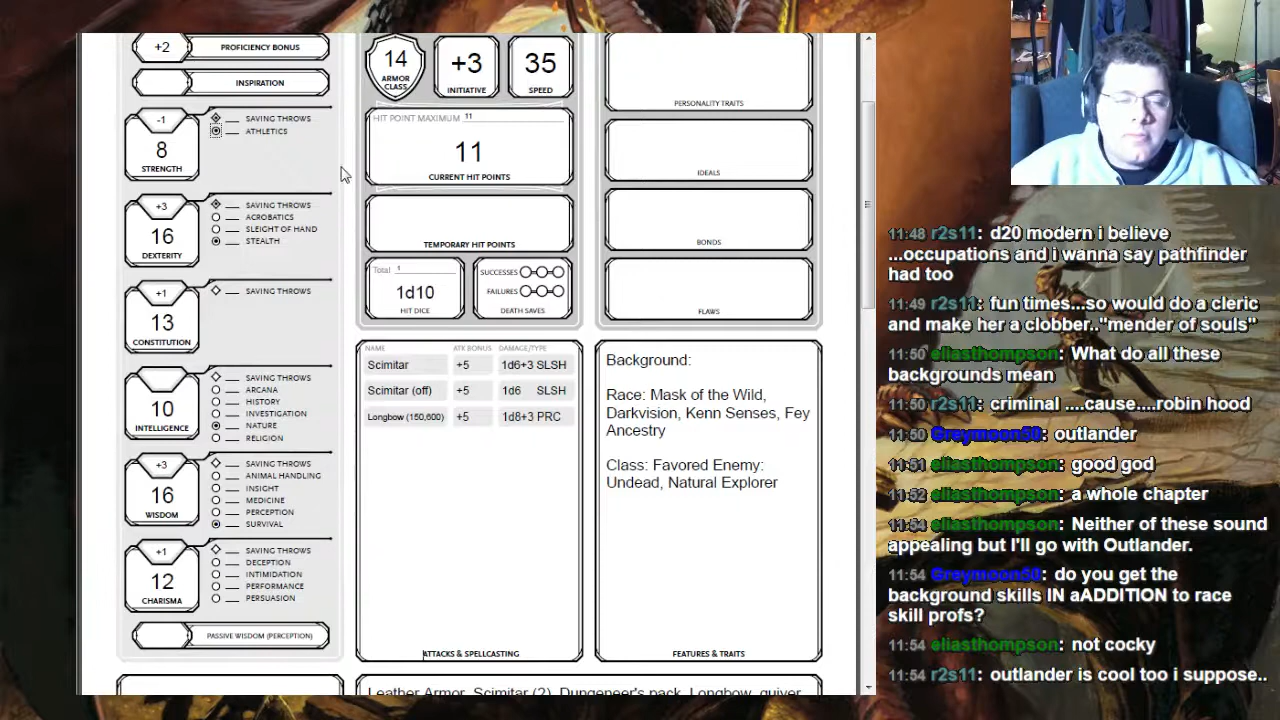 +2
PROFICIENCY BONUS
INSPIRATION
-1
8
STRENGTH
SAVING THROWS
ATHLETICS
+3
16
DEXTERITY
SAVING THROWS
ACROBATICS
SLEIGHT OF HAND
STEALTH
+1
13
CONSTITUTION
SAVING THROWS
10
INTELLIGENCE
SAVING THROWS
ARCANA
HISTORY
INVESTIGATION
NATURE
RELIGION
+3
16
WISDOM
SAVING THROWS
ANIMAL HANDLING
INSIGHT
MEDICINE
PERCEPTION
SURVIVAL
+1
12
CHARISMA
SAVING THROWS
DECEPTION
INTIMIDATION
PERFORMANCE
PERSUASION
PASSIVE WISDOM (PERCEPTION)
14
ARMOR
CLASS
+3
INITIATIVE
35
SPEED
HIT POINT MAXIMUM 11
11
CURRENT HIT POINTS
TEMPORARY HIT POINTS
Total 1
1d10
HIT DICE
SUCCESSES
FAILURES
DEATH SAVES
NAME ATK BONUS DAMAGE/TYPE
Scimitar +5 1d6+3 SLSH
Scimitar (off) +5 1d6 SLSH
Longbow (150,600) +5 1d8+3 PRC
ATTACKS & SPELLCASTING
Leather Armor, Scimitar (2), Dungeneer's pack, Longbow, quiver
PERSONALITY TRAITS
IDEALS
BONDS
FLAWS
Background:
Race: Mask of the Wild,
Darkvision, Kenn Senses, Fey
Ancestry
Class: Favored Enemy:
Undead, Natural Explorer
FEATURES & TRAITS
11:48 r2s11: d20 modern i believe
...occupations and i wanna say pathfinder
had too
11:49 r2s11: fun times...so would do a cleric
and make her a clobber.."mender of souls"
11:50 eliasthompson: What do all these
backgrounds mean
11:50 r2s11: criminal ....cause....robin hood
11:50 Greymoon50: outlander
11:51 eliasthompson: good god
11:52 eliasthompson: a whole chapter
11:54 eliasthompson: Neither of these sound
appealing but I'll go with Outlander.
11:54 Greymoon50: do you get the
background skills IN aADDITION to race
skill profs?
11:54 eliasthompson: not cocky
11:54 r2s11: outlander is cool too i suppose..